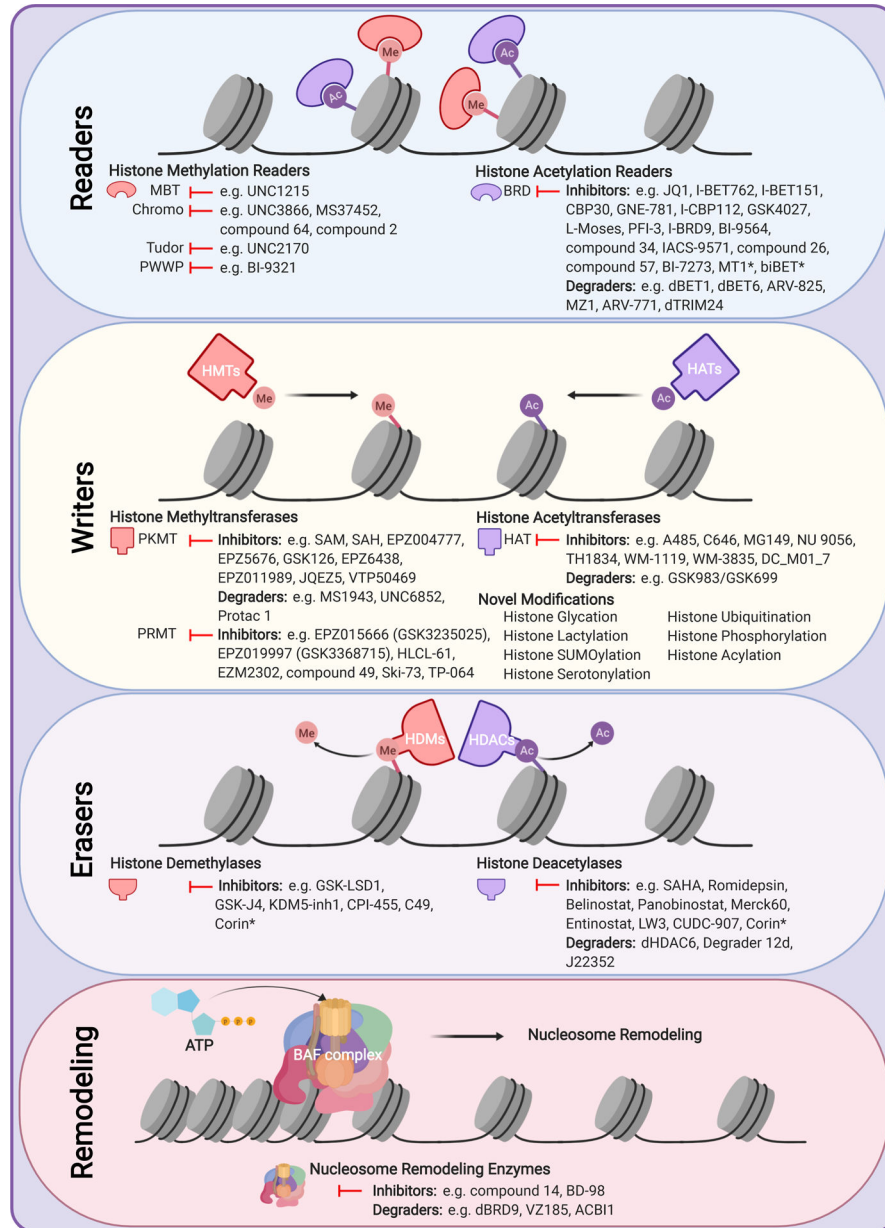 Readers
Me
Ac
Ac
Me
Histone Methylation Readers
MBT e.g. UNC1215
Chromo e.g. UNC3866, MS37452,
compound 64, compound 2
Tudor e.g. UNC2170
PWWP e.g. BI-9321
Histone Acetylation Readers
BRD Inhibitors: e.g. JQ1, I-BET762, I-BET151,
CBP30, GNE-781, I-CBP112, GSK4027,
L-Moses, PFI-3, I-BRD9, BI-9564,
compound 34, IACS-9571, compound 26,
compound 57, BI-7273, MT1*, biBET*
Degraders: e.g. dBET1, dBET6, ARV-825,
MZ1, ARV-771, dTRIM24
Writers
HMTs
Me
Me
HATs
Ac
Ac
Histone Methyltransferases
PKMT Inhibitors: e.g. SAM, SAH, EPZ004777,
EPZ5676, GSK126, EPZ6438,
EPZ011989, JQEZ5, VTP50469
Degraders: e.g. MS1943, UNC6852,
Protac 1
PRMT Inhibitors: e.g. EPZ015666 (GSK3235025),
EPZ019997 (GSK3368715), HLCL-61,
EZM2302, compound 49, Ski-73, TP-064
Histone Acetyltransferases
HAT Inhibitors: e.g. A485, C646, MG149, NU 9056,
TH1834, WM-1119, WM-3835, DC_M01_7
Degraders: e.g. GSK983/GSK699
Novel Modifications
Histone Glycation
Histone Lactylation
Histone SUMOylation
Histone Serotonylation
Histone Ubiquitination
Histone Phosphorylation
Histone Acylation
Erasers
Me
Me
HDMs
HDACs
Ac
Ac
Histone Demethylases
Inhibitors: e.g. GSK-LSD1,
GSK-J4, KDM5-inh1, CPI-455, C49,
Corin*
Histone Deacetylases
Inhibitors: e.g. SAHA, Romidepsin,
Belinostat, Panobinostat, Merck60,
Entinostat, LW3, CUDC-907, Corin*
Degraders: dHDAC6, Degrader 12d,
J22352
Remodeling
P P P
ATP
BAF complex
Nucleosome Remodeling
Nucleosome Remodeling Enzymes
Inhibitors: e.g. compound 14, BD-98
Degraders: e.g. dBRD9, VZ185, ACBI1